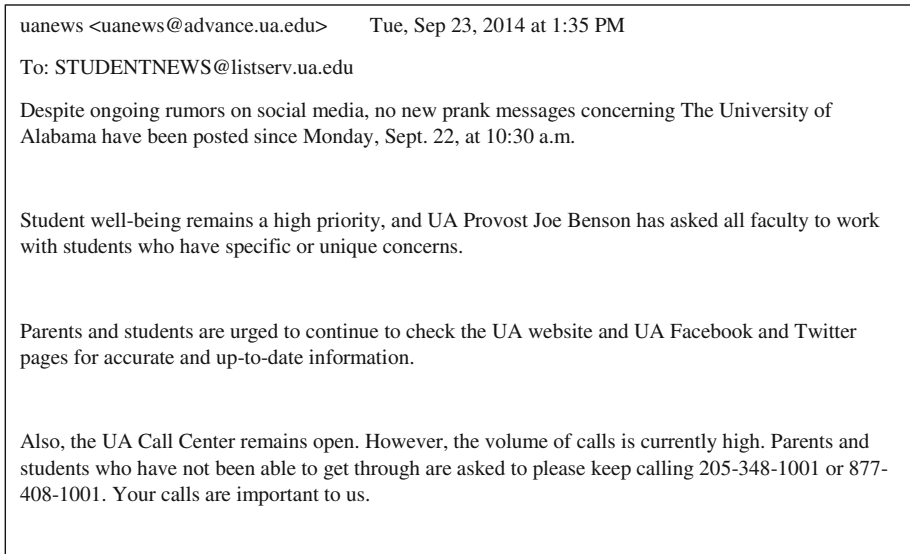 uanews <uanews@advance.ua.edu> Tue, Sep 23, 2014 at 1:35 PM
To: STUDENTNEWS@listserv.ua.edu
Despite ongoing rumors on social media, no new prank messages concerning The University of
Alabama have been posted since Monday, Sept. 22, at 10:30 a.m.
Student well-being remains a high priority, and UA Provost Joe Benson has asked all faculty to work
with students who have specific or unique concerns.
Parents and students are urged to continue to check the UA website and UA Facebook and Twitter
pages for accurate and up-to-date information.
Also, the UA Call Center remains open. However, the volume of calls is currently high. Parents and
students who have not been able to get through are asked to please keep calling 205-348-1001 or 877-
408-1001. Your calls are important to us.